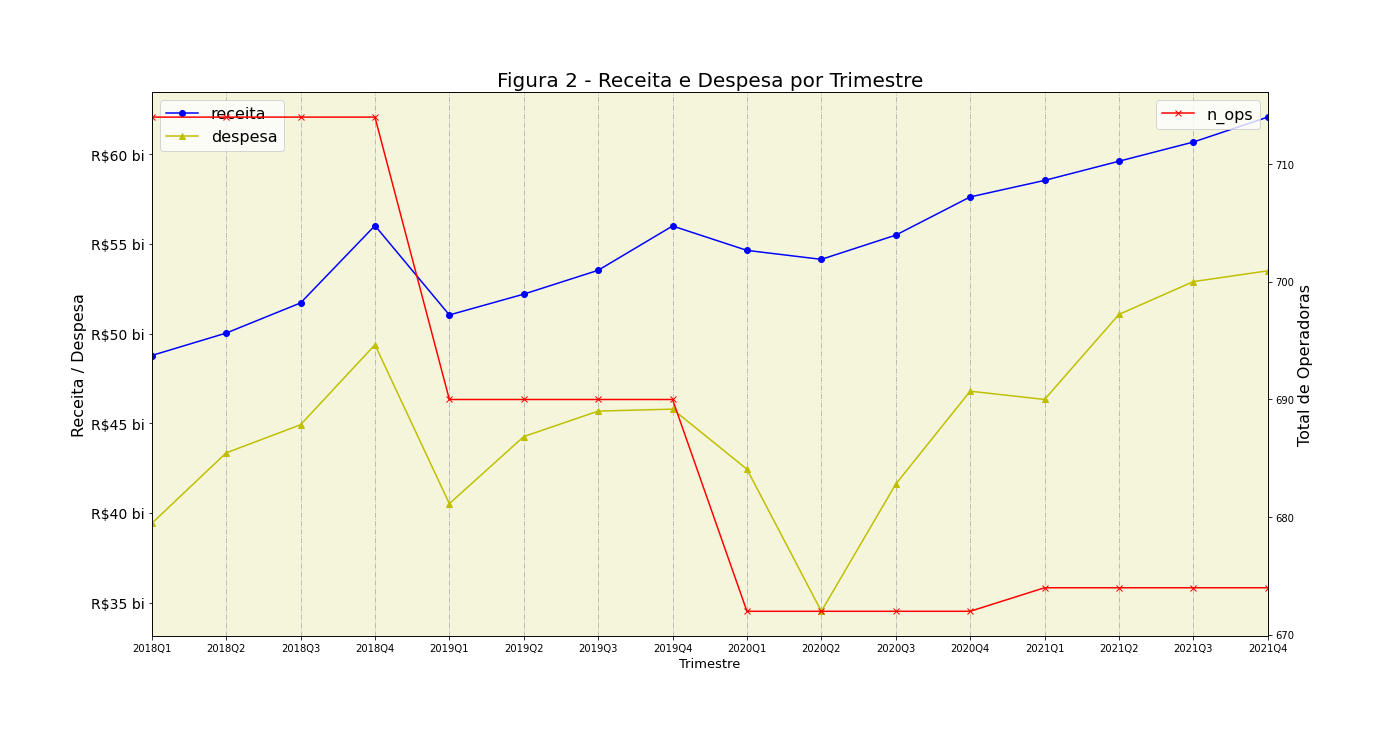 Figura 2 - Receita e Despesa por Trimestre
receita
despesa
n_ops
Receita / Despesa
R$60 bi
R$55 bi
R$50 bi
R$45 bi
R$40 bi
R$35 bi
710
700
690
680
670
Total de Operadoras
2018Q1 2018Q2 2018Q3 2018Q4 2019Q1 2019Q2 2019Q3 2019Q4 2020Q1 2020Q2 2020Q3 2020Q4 2021Q1 2021Q2 2021Q3 2021Q4
Trimestre